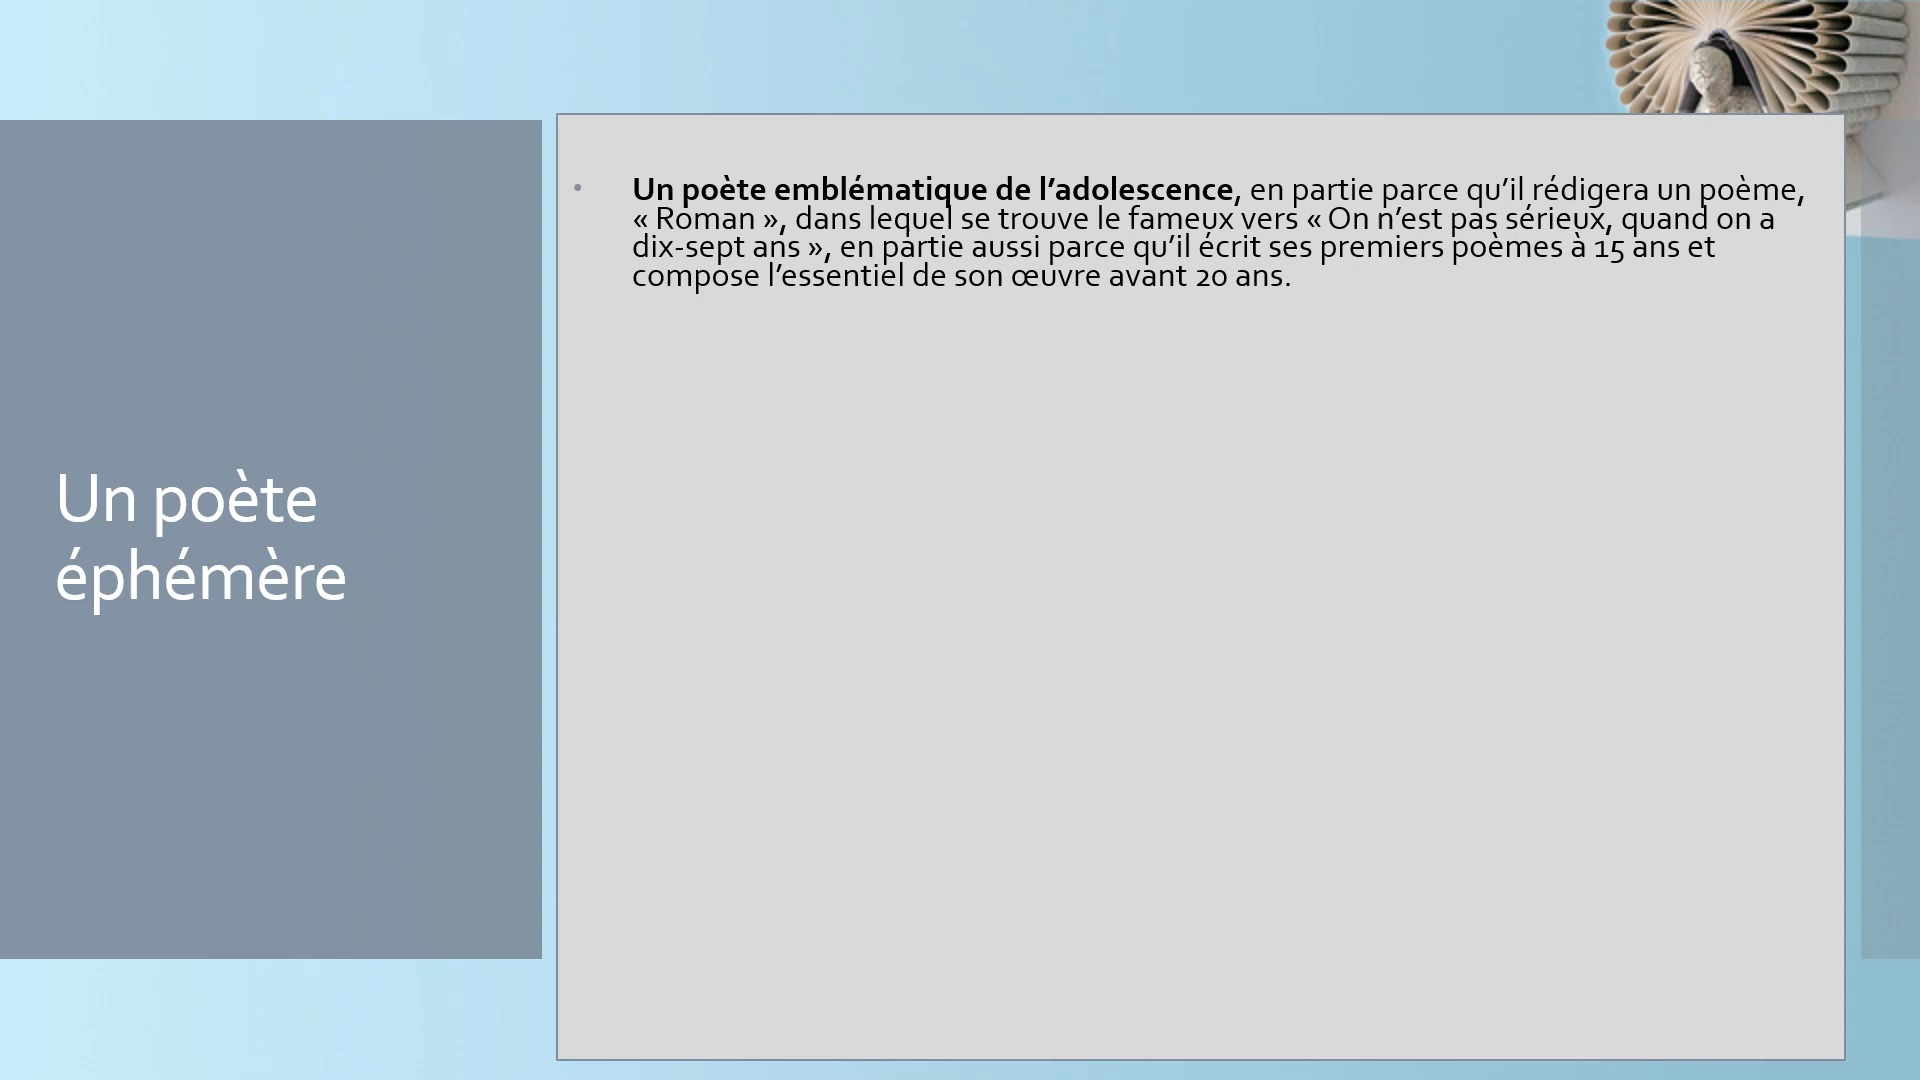 Un poète
éphémère
• Un poète emblématique de l’adolescence, en partie parce qu’il rédigera un poème,
« Roman », dans lequel se trouve le fameux vers « On n’est pas sérieux, quand on a
dix-sept ans », en partie aussi parce qu’il écrit ses premiers poèmes à 15 ans et
compose l’essentiel de son œuvre avant 20 ans.